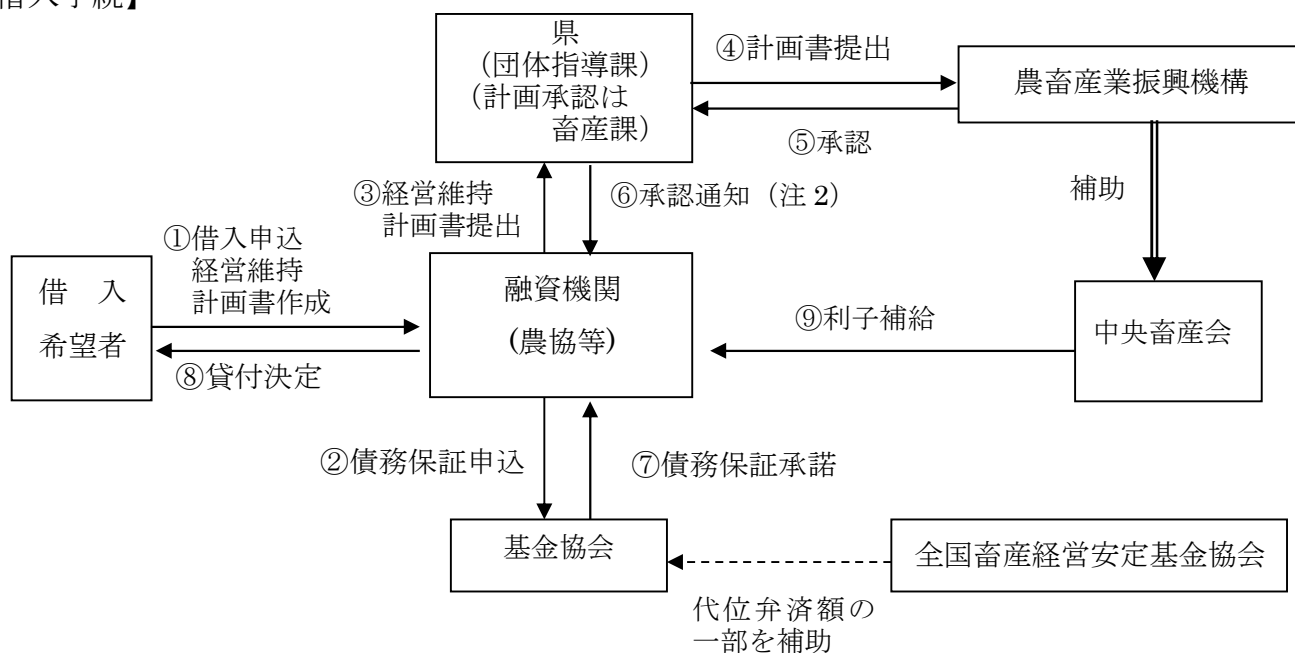 借入手続】
県
(団体指導課)
(計画承認は
畜産課)
④計画書提出
農畜産業振興機構
⑤承認
③経営維持
計画書提出
⑥承認通知（注2）
補助
①借入申込
経営維持
計画書作成
借　入
希望者
融資機関
(農協等)
⑨利子補給
中央畜産会
⑧貸付決定
②債務保証申込
⑦債務保証承諾
基金協会
全国畜産経営安定基金協会
代位弁済額の
一部を補助